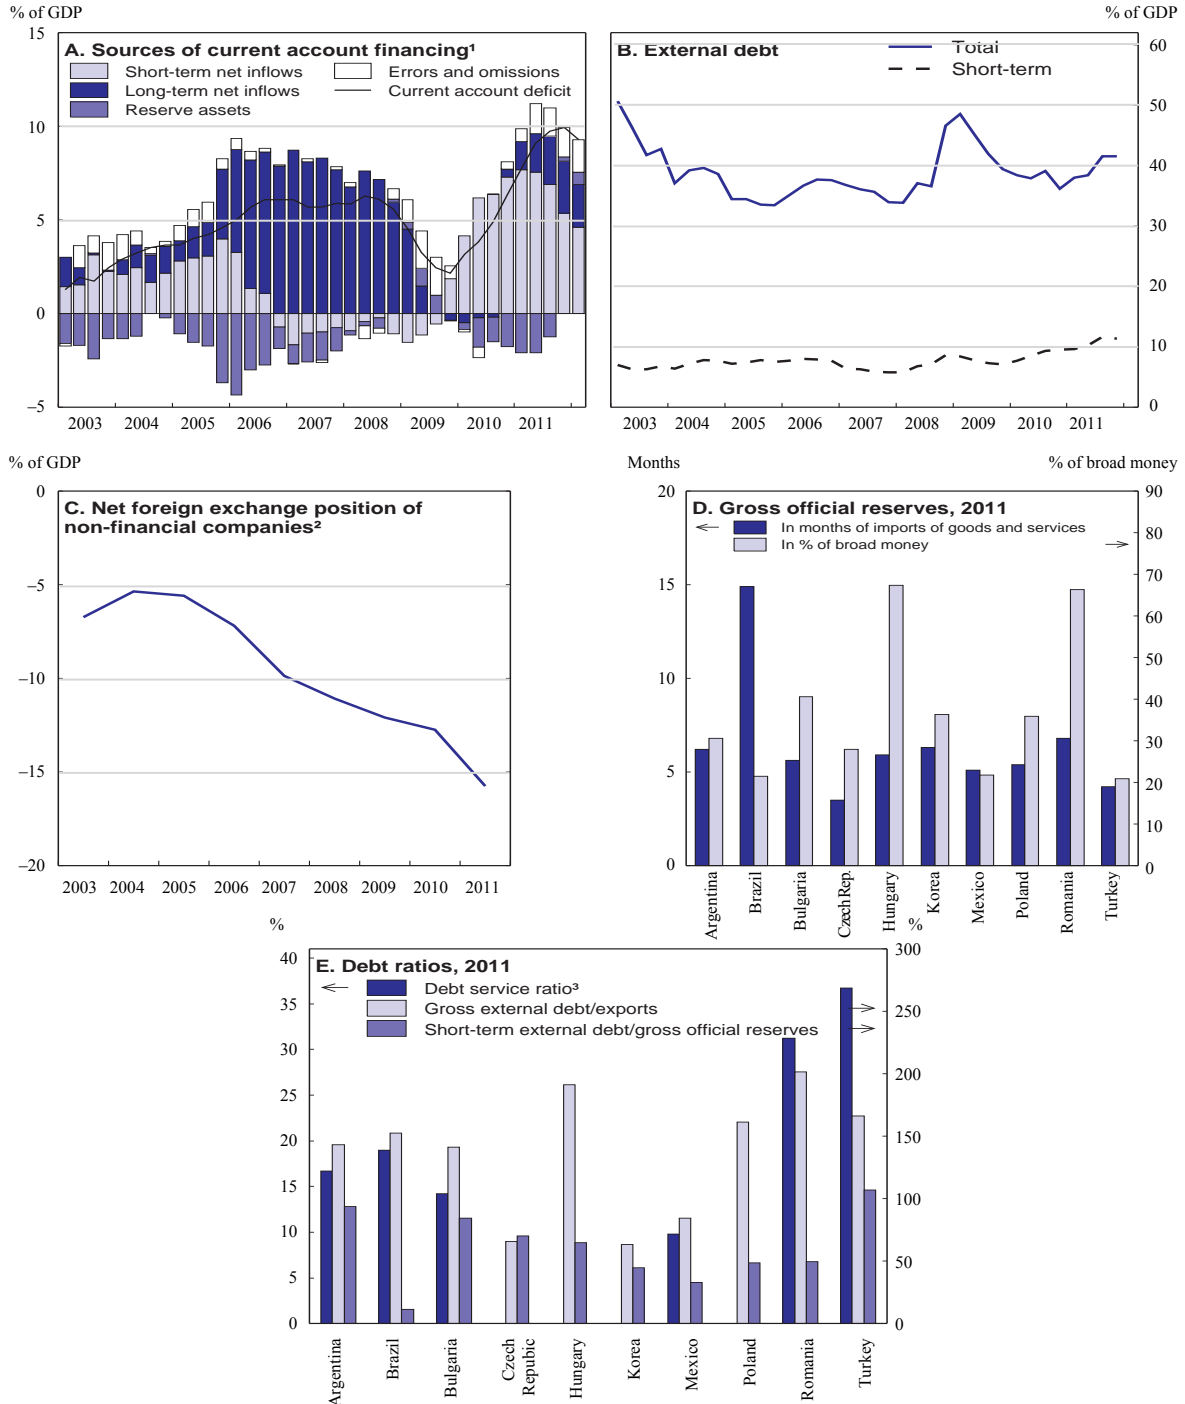 % of GDP
% of GDP
A. Sources of current account financing¹
Short-term net inflows
Errors and omissions
Long-term net inflows
Current account deficit
Reserve assets
15
10
5
0
–5
2003 2004 2005 2006 2007 2008 2009 2010 2011
B. External debt
Total
Short-term
60
50
40
30
20
10
0
2003 2004 2005 2006 2007 2008 2009 2010 2011
% of GDP
C. Net foreign exchange position of
non-financial companies²
0
–5
–10
–15
–20
2003 2004 2005 2006 2007 2008 2009 2010 2011
Months
% of broad money
D. Gross official reserves, 2011
In months of imports of goods and services
In % of broad money
20
15
10
5
0
90
80
70
60
50
40
30
20
10
0
Argentina
Brazil
Bulgaria
Czech Rep.
Hungary
Korea
Mexico
Poland
Romania
Turkey
%
%
E. Debt ratios, 2011
Debt service ratio³
Gross external debt/exports
Short-term external debt/gross official reserves
40
35
30
25
20
15
10
5
0
300
250
200
150
100
50
0
Argentina
Brazil
Bulgaria
Czech
Repubic
Hungary
Korea
Mexico
Poland
Romania
Turkey